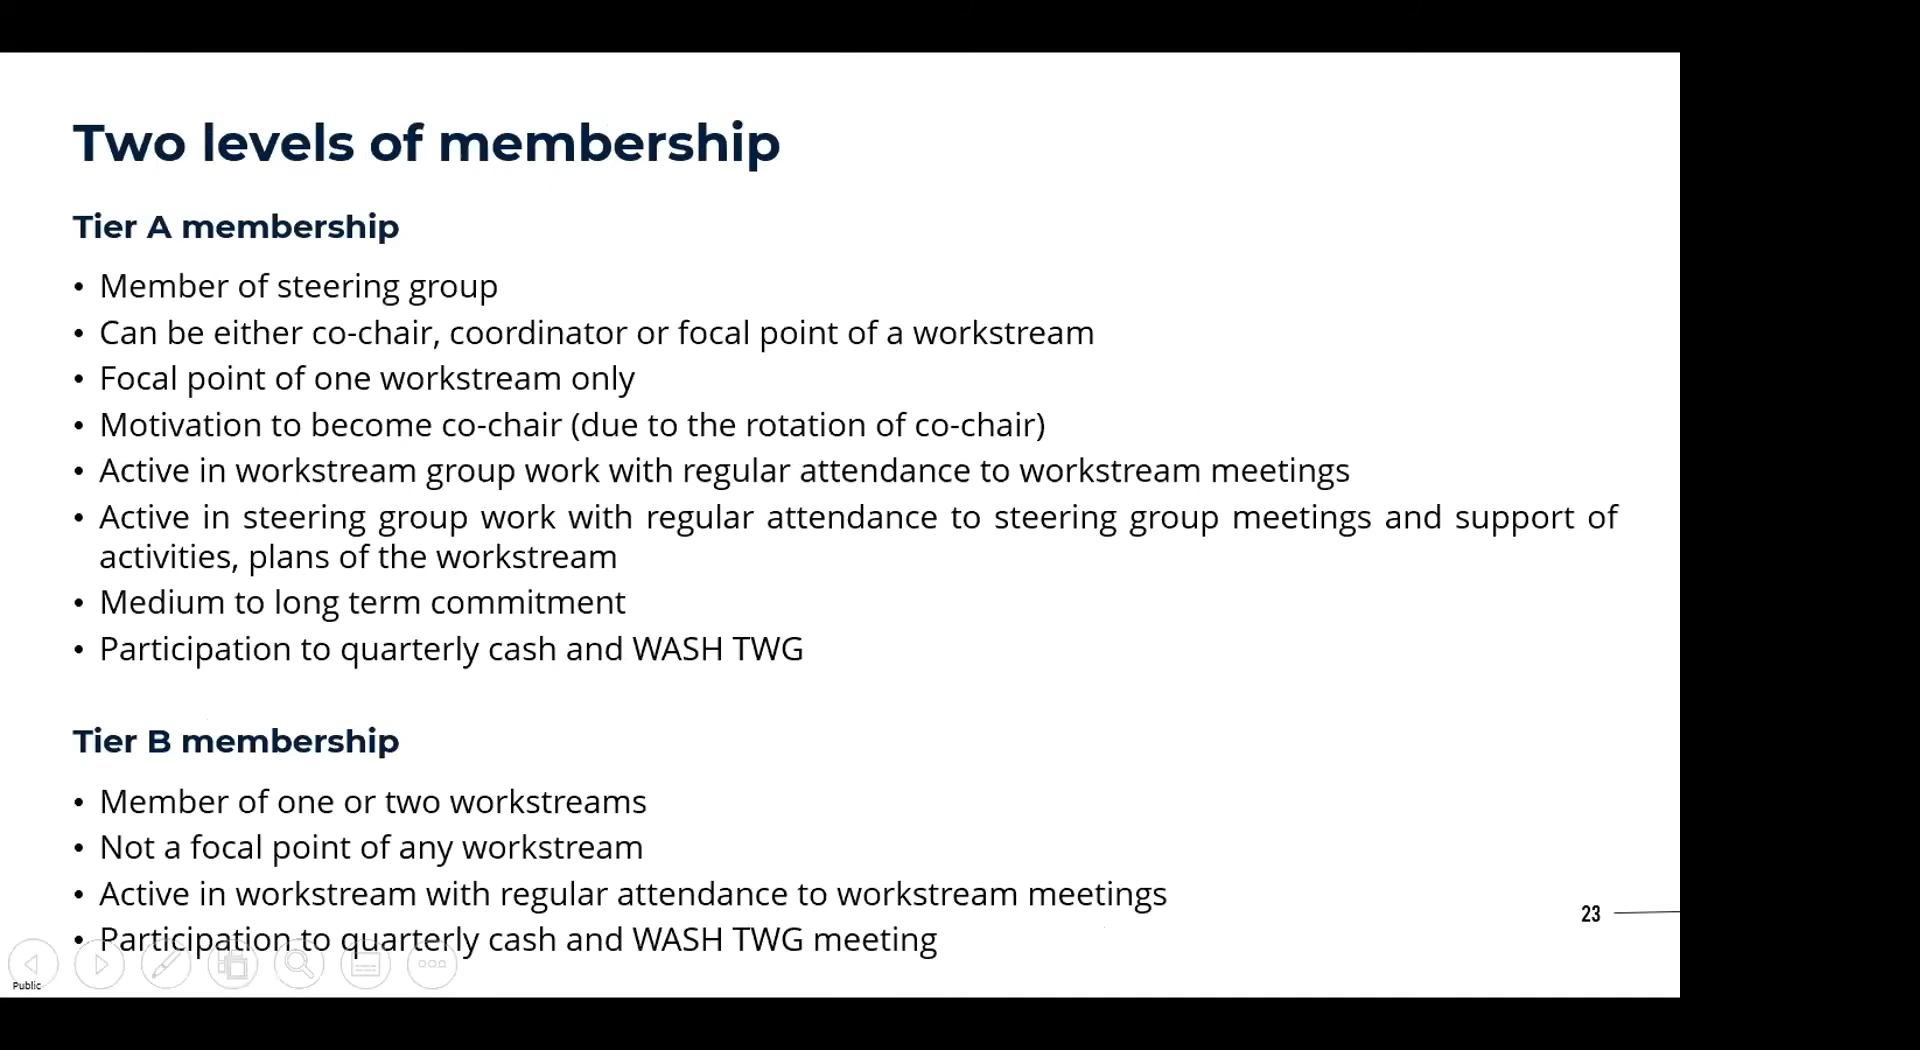 Two levels of membership
Tier A membership
• Member of steering group
• Can be either co-chair, coordinator or focal point of a workstream
• Focal point of one workstream only
• Motivation to become co-chair (due to the rotation of co-chair)
• Active in workstream group work with regular attendance to workstream meetings
• Active in steering group work with regular attendance to steering group meetings and support of
activities, plans of the workstream
• Medium to long term commitment
• Participation to quarterly cash and WASH TWG
Tier B membership
• Member of one or two workstreams
• Not a focal point of any workstream
• Active in workstream with regular attendance to workstream meetings
• Participation to quarterly cash and WASH TWG meeting
23
Public